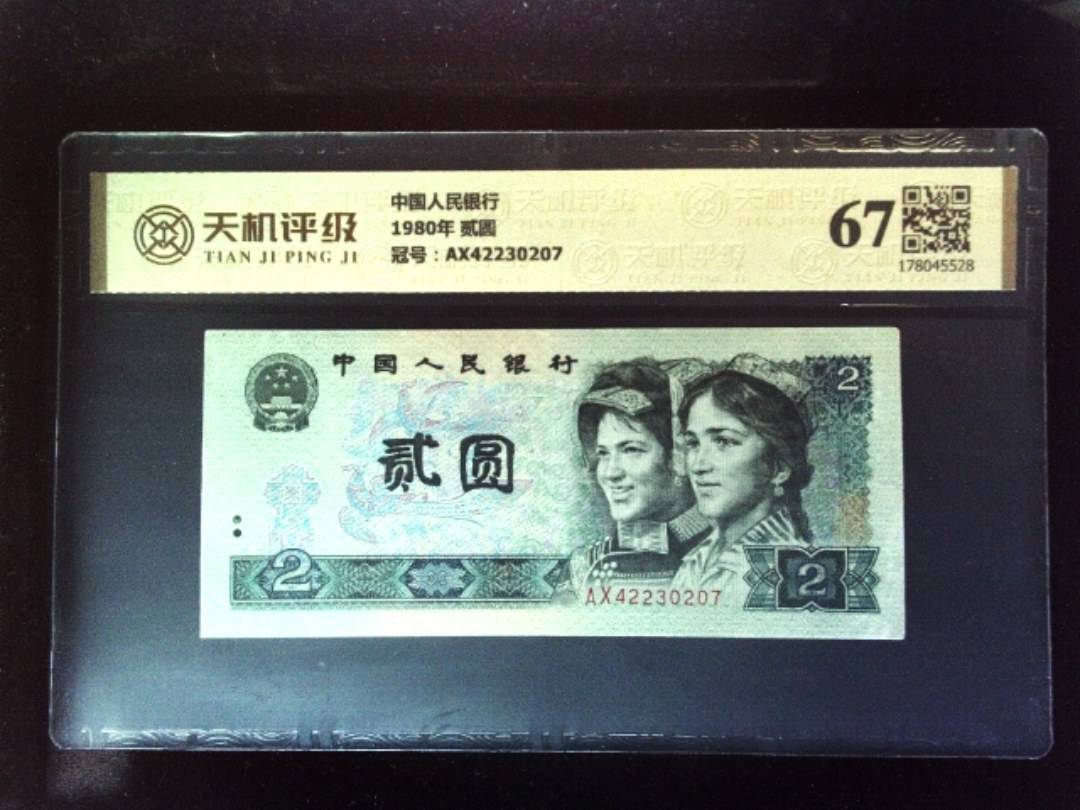 天机评级
TIAN JI PING JI
中国人民银行
1980年 贰圆
冠号：AX42230207
67
178045528
中国人民银行
2
贰圆
2
AX42230207
2